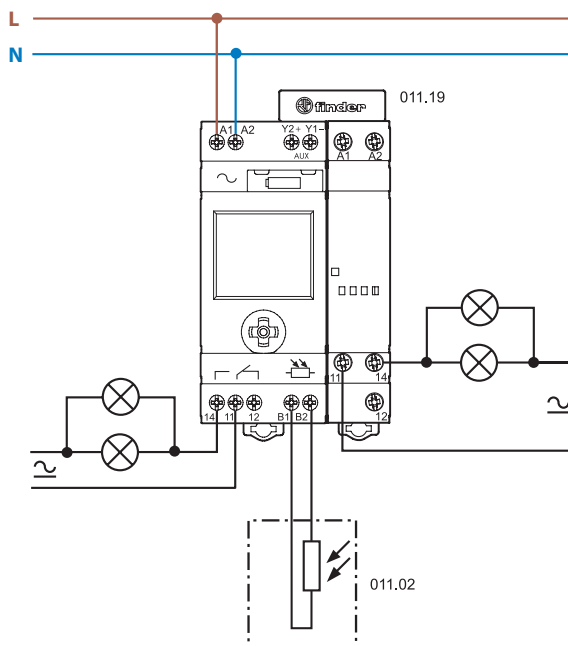 L
N
finder
011.19
A1 A2
Y2+ Y1-
AUX
A1 A2
11 14
12
14 11 12
B1 B2
011.02